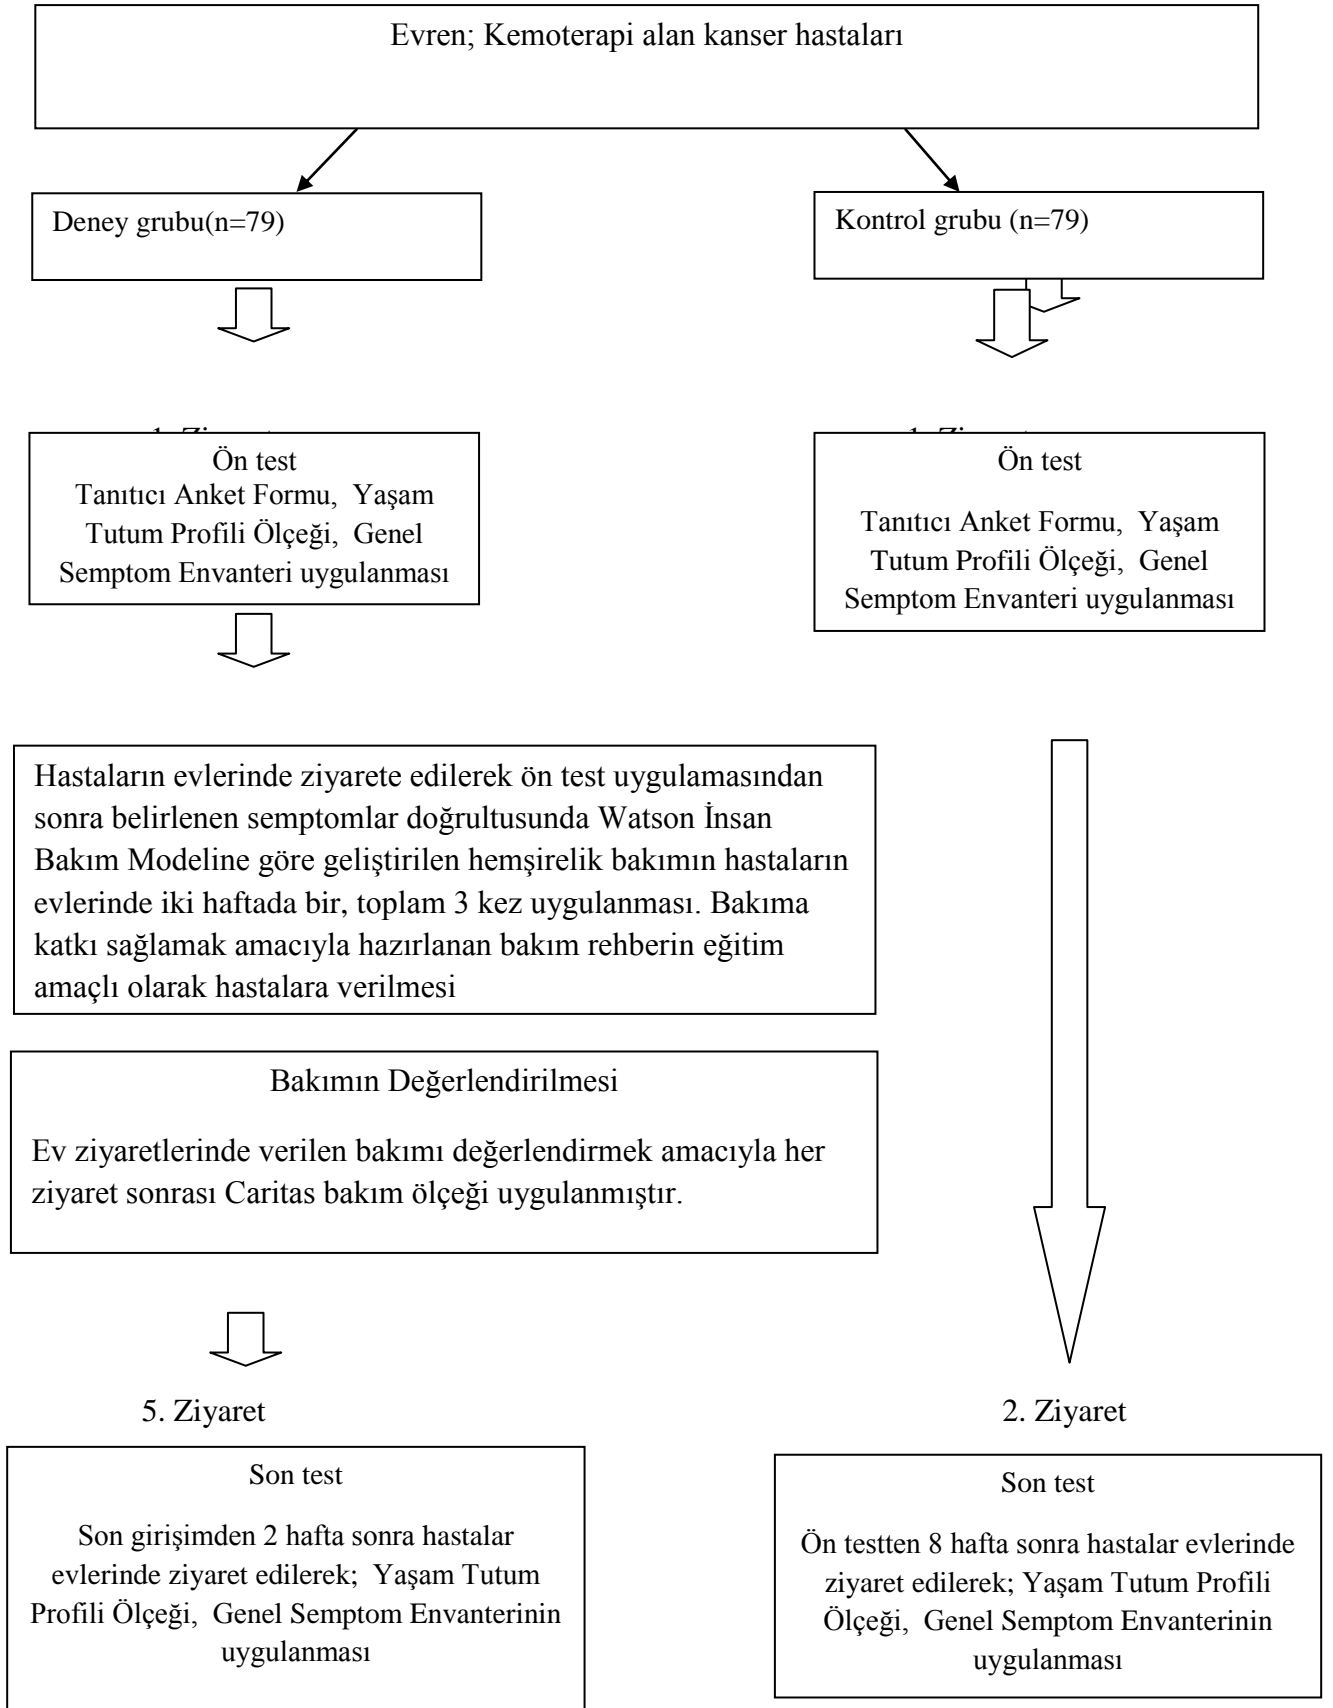 Evren; Kemoterapi alan kanser hastaları
Deney grubu(n=79)
Kontrol grubu (n=79)
Ön test
Tanıtıcı Anket Formu, Yaşam
Tutum Profili Ölçeği, Genel
Semptom Envanteri uygulanması
Ön test
Tanıtıcı Anket Formu, Yaşam
Tutum Profili Ölçeği, Genel
Semptom Envanteri uygulanması
Hastaların evlerinde ziyarete edilerek ön test uygulamasından
sonra belirlenen semptomlar doğrultusunda Watson İnsan
Bakım Modeline göre geliştirilen hemşirelik bakımın hastaların
evlerinde iki haftada bir, toplam 3 kez uygulanması. Bakıma
katkı sağlamak amacıyla hazırlanan bakım rehberin eğitim
amaçlı olarak hastalara verilmesi
Bakımın Değerlendirilmesi
Ev ziyaretlerinde verilen bakımı değerlendirmek amacıyla her
ziyaret sonrası Caritas bakım ölçeği uygulanmıştır.
5. Ziyaret
2. Ziyaret
Son test
Son girişimden 2 hafta sonra hastalar
evlerinde ziyaret edilerek; Yaşam Tutum
Profili Ölçeği, Genel Semptom Envanterinin
uygulanması
Son test
Ön testten 8 hafta sonra hastalar evlerinde
ziyaret edilerek; Yaşam Tutum Profili
Ölçeği, Genel Semptom Envanterinin
uygulanması